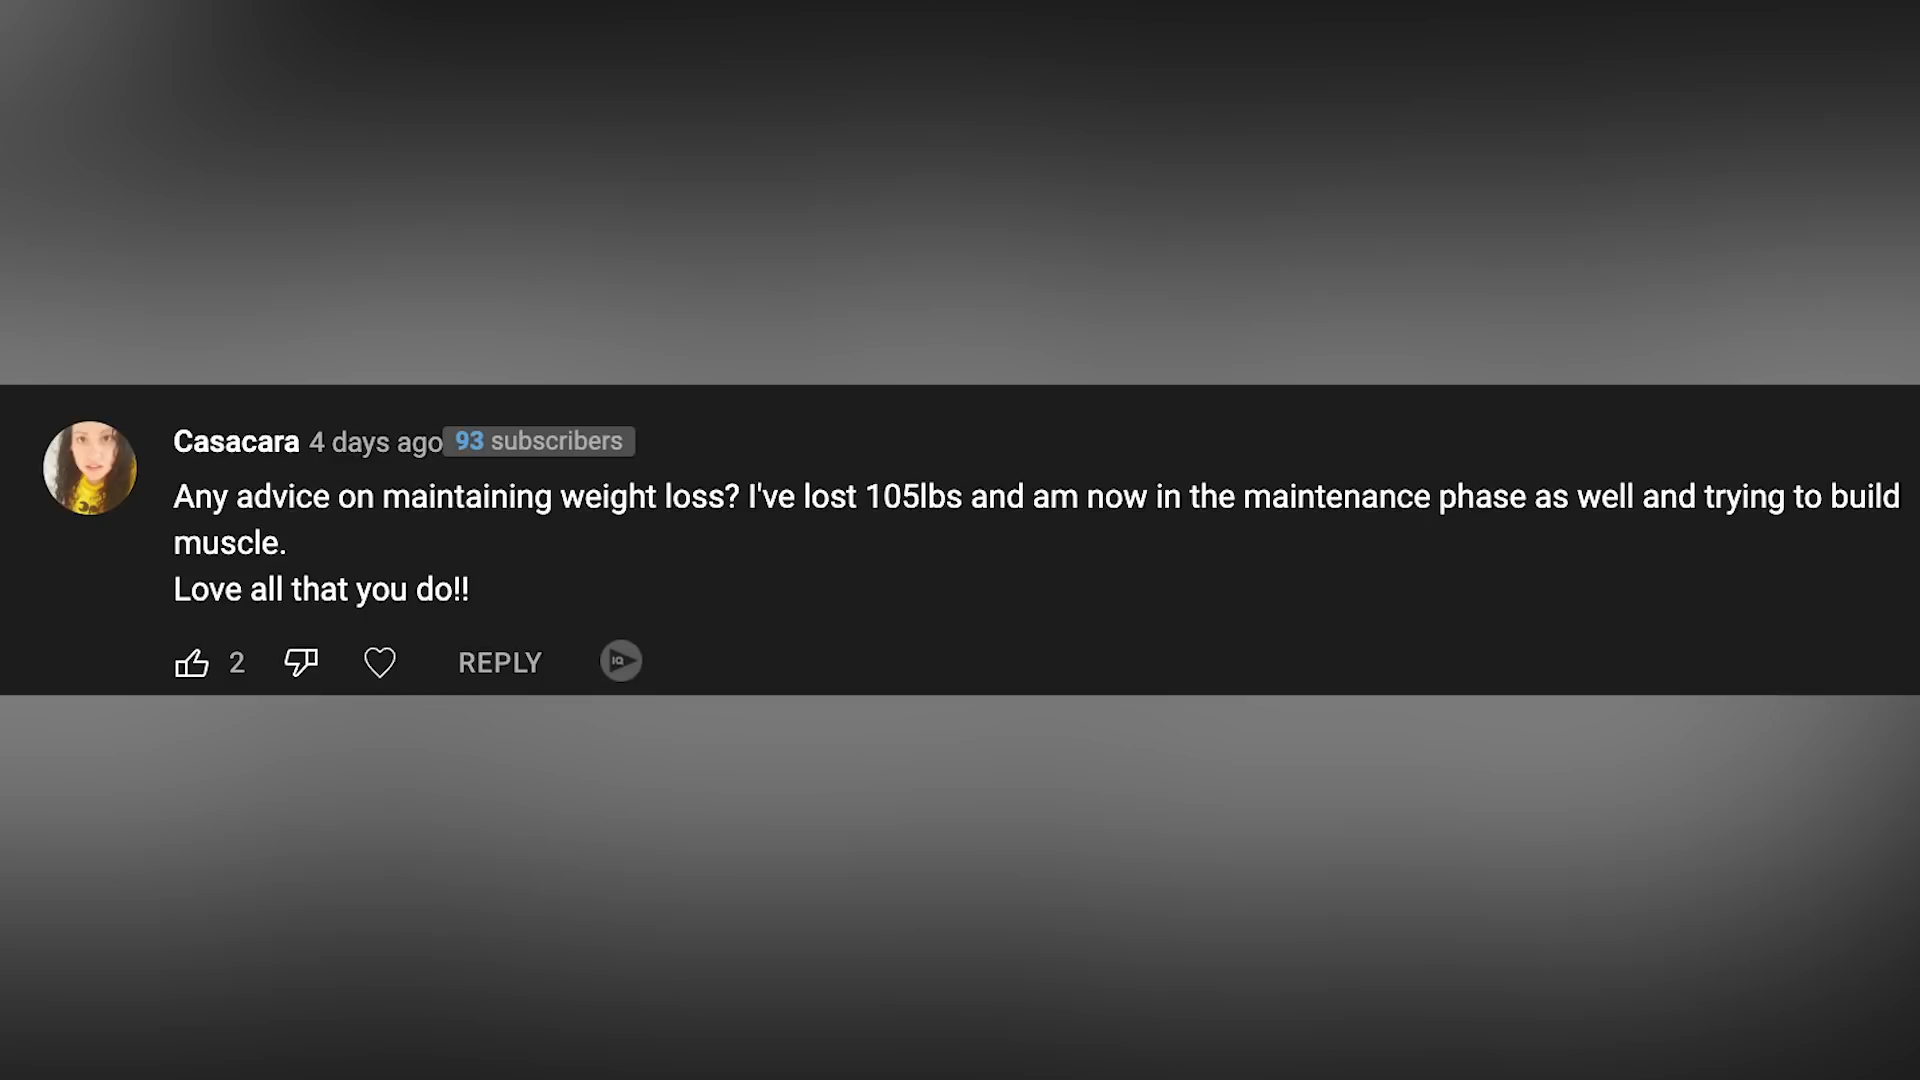 Casacara 4 days ago 93 subscribers
Any advice on maintaining weight loss? I've lost 105lbs and am now in the maintenance phase as well and trying to build
muscle.
Love all that you do!!
2 REPLY IQ